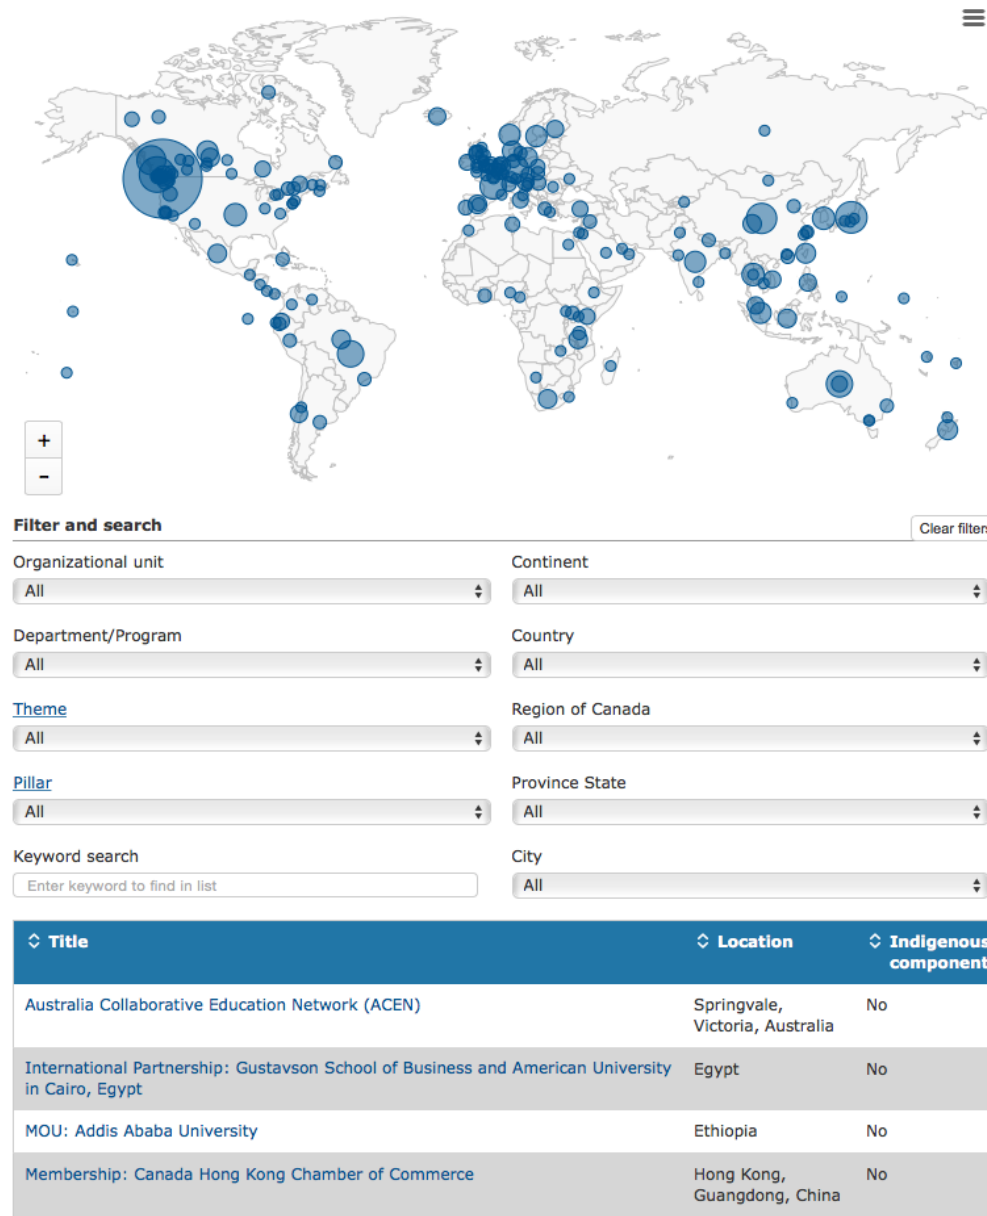 +
-
Filter and search
Clear filters
Organizational unit
Continent
All
All
Department/Program
Country
All
All
Theme
Region of Canada
All
All
Pillar
Province State
All
All
Keyword search
City
Enter keyword to find in list
All
Title
Location
Indigenous
component
Australia Collaborative Education Network (ACEN)
Springvale,
Victoria, Australia
No
International Partnership: Gustavson School of Business and American University
in Cairo, Egypt
Egypt
No
MOU: Addis Ababa University
Ethiopia
No
Membership: Canada Hong Kong Chamber of Commerce
Hong Kong,
Guangdong, China
No